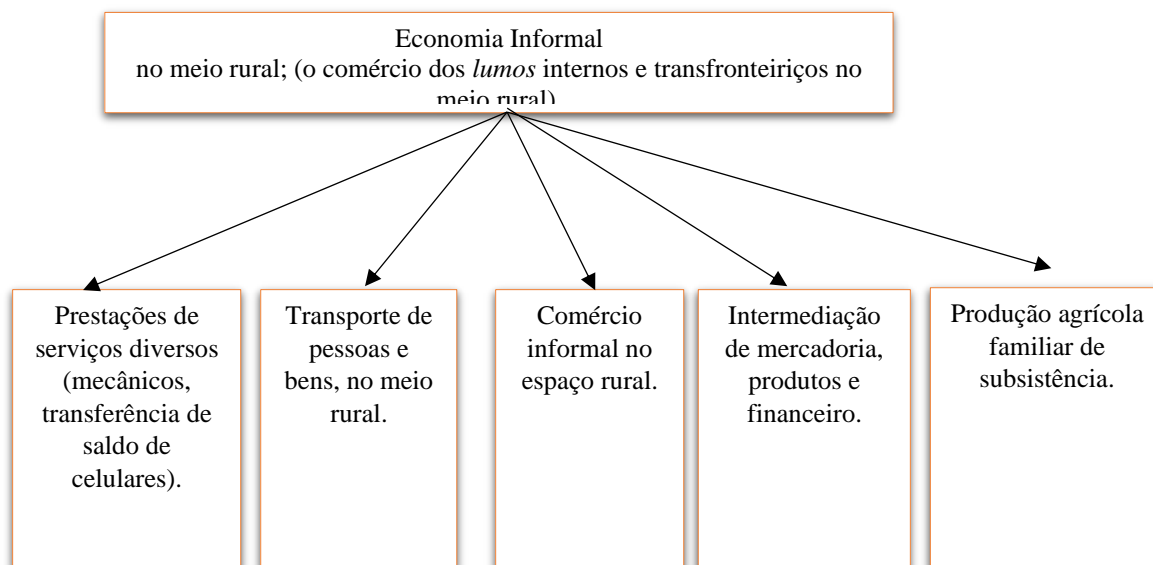 Economia Informal
no meio rural; (o comércio dos lumos internos e transfronteiriços no
meio rural)
Prestações de
serviços diversos
(mecânicos,
transferência de
saldo de
celulares).
Transporte de
pessoas e
bens, no meio
rural.
Comércio
informal no
espaço rural.
Intermediação
de mercadoria,
produtos e
financeiro.
Produção agrícola
familiar de
subsistência.